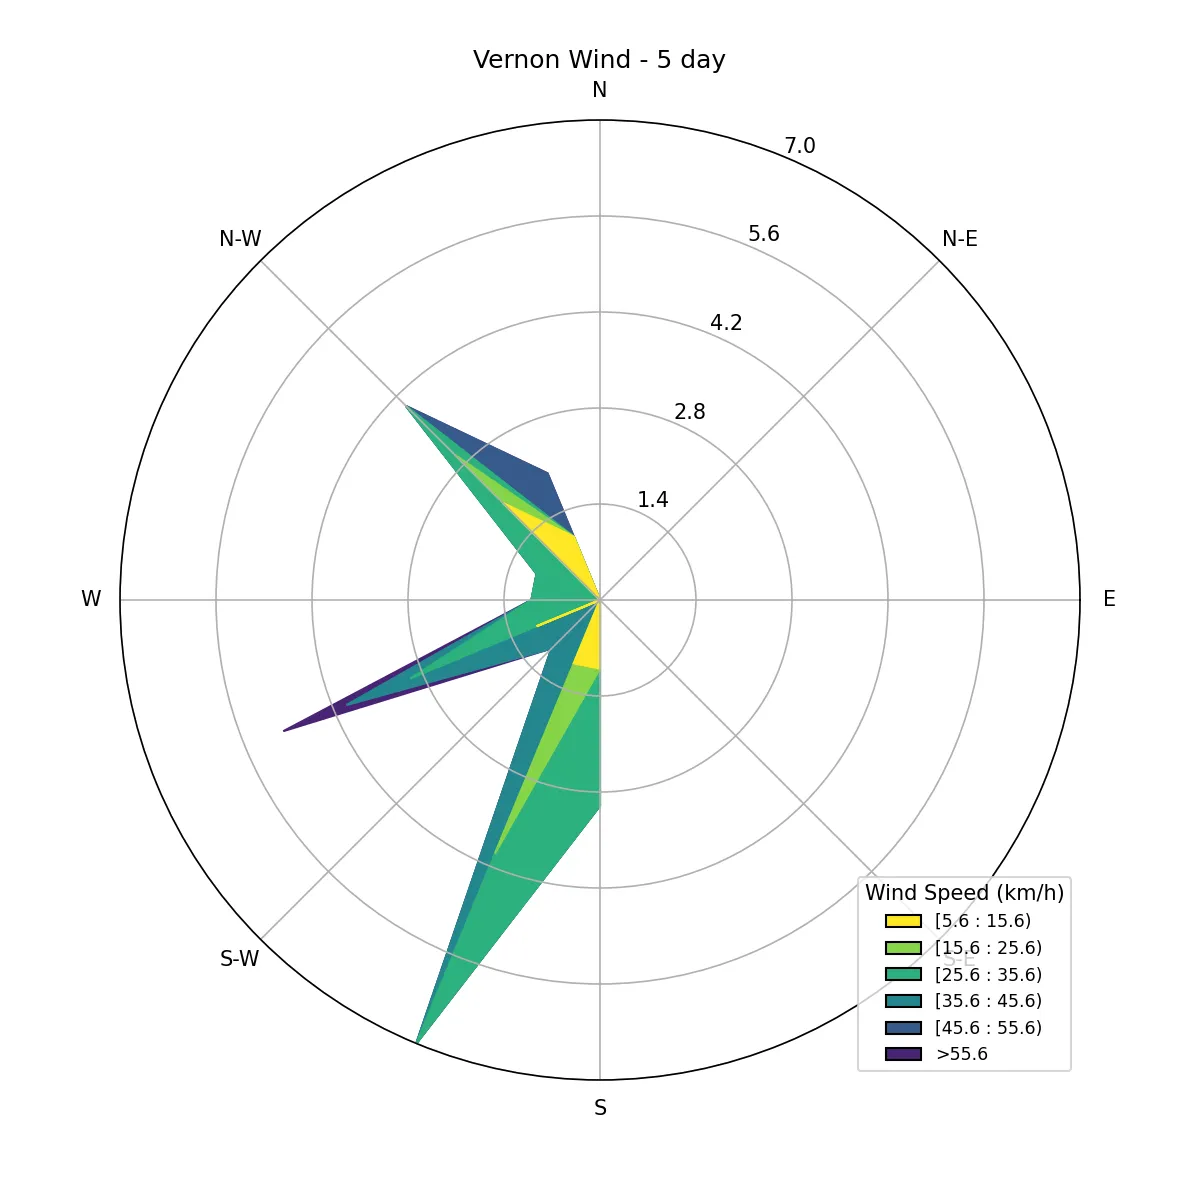 Vernon Wind - 5 day
N
7.0
N-W
5.6
N-E
4.2
2.8
1.4
W
E
Wind Speed (km/h)
[5.6 : 15.6)
[15.6 : 25.6)
S-W
S-E
[25.6 : 35.6)
[35.6 : 45.6)
[45.6 : 55.6)
>55.6
S